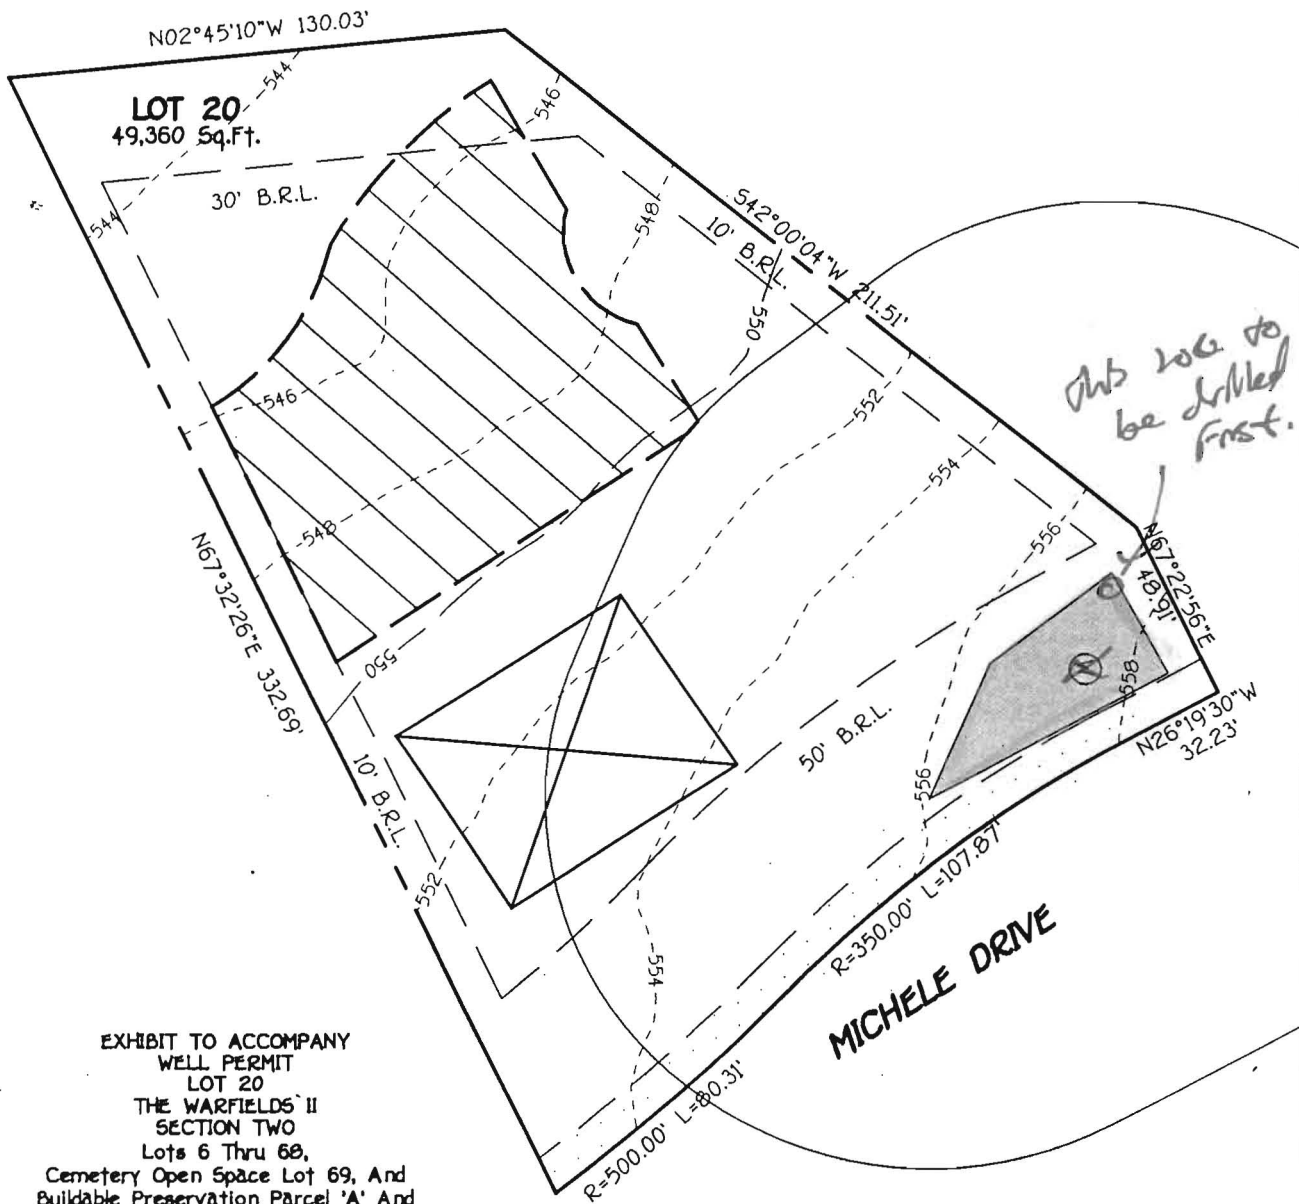 N02°45'10"W 130.03'
LOT 20
49,360 Sq.Ft.
544
546
544
30' B.R.L.
548
S42°00'04"W 211.51'
10' B.R.L.
550
546
552
554
This
to
be drilled
First.
548
556
N67°22'56"E
48.91'
N67°32'26"E 332.69'
550
558
N26°19'30"W
32.23'
50' B.R.L.
556
10' B.R.L.
552
554
R=350.00' L=107.87'
MICHELE DRIVE
R=500.00' L=80.31'
EXHIBIT TO ACCOMPANY
WELL PERMIT
LOT 20
THE WARFIELDS II
SECTION TWO
Lots 6 Thru 68,
Cemetery Open Space Lot 69, And
Buildable Preservation Parcel 'A' And